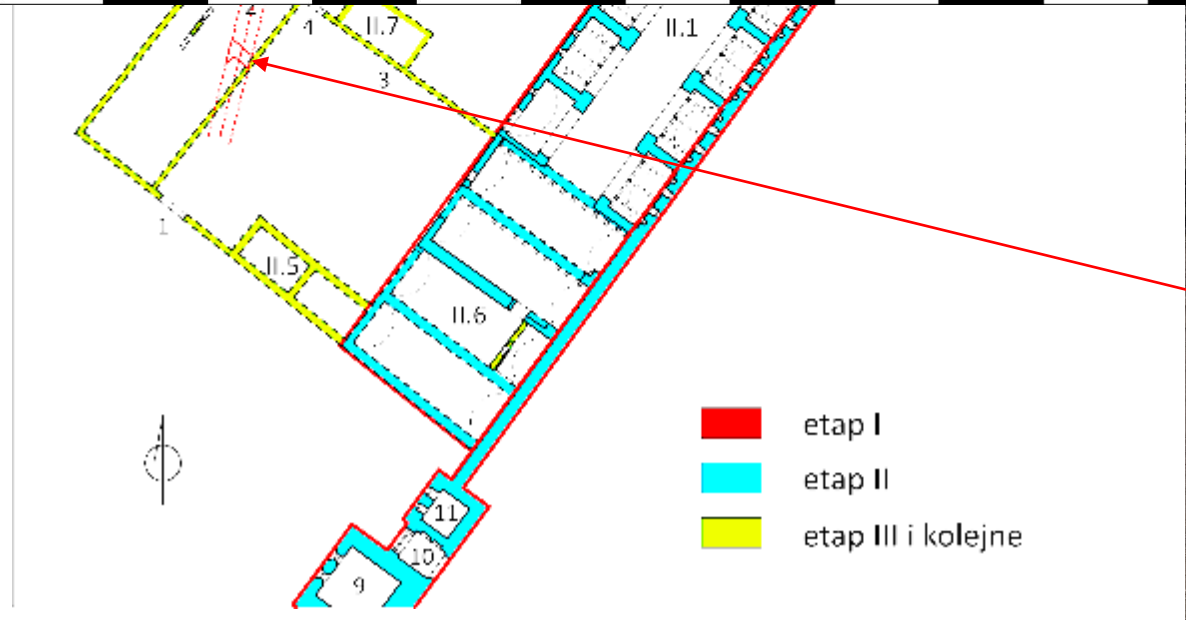 4
4
II.7
II.1
3
1
II.5
II.6
etap I
etap II
etap III i kolejne
11
10
9